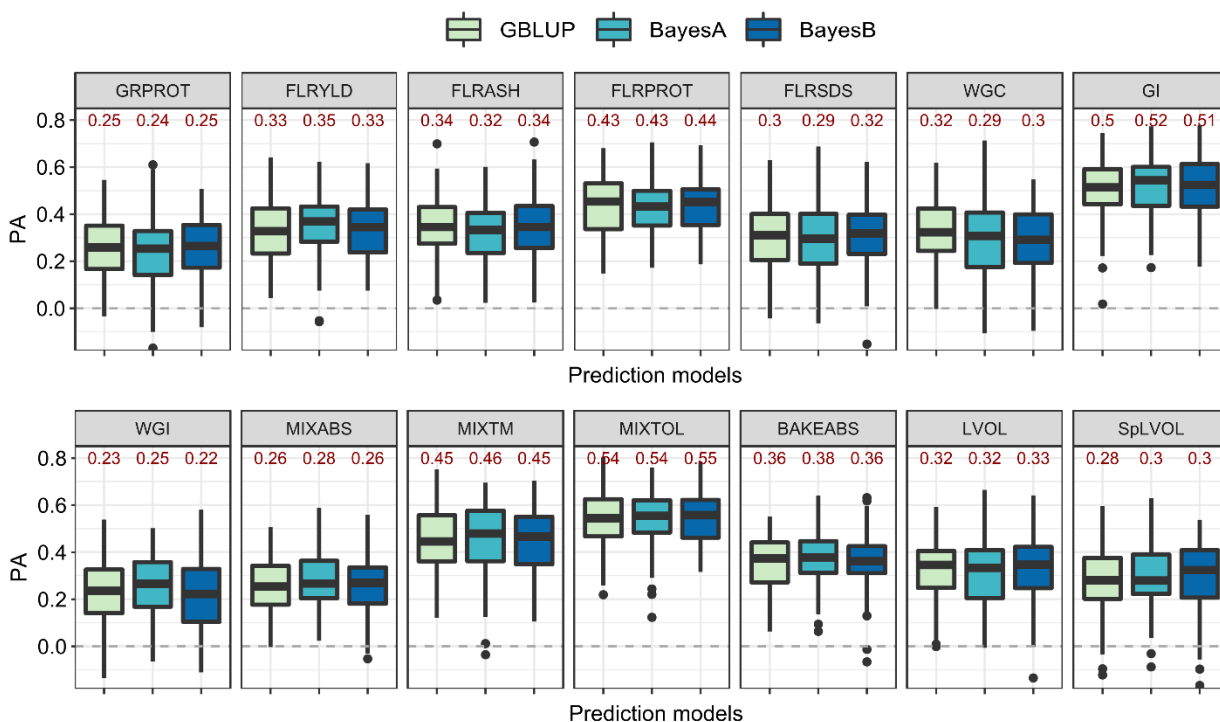 GBLUP BayesA BayesB
GRPROT FLRYLD FLRASH FLRPROT FLRSDS WGC GI
0.25 0.24 0.25 0.33 0.35 0.33 0.34 0.32 0.34 0.43 0.43 0.44 0.3 0.29 0.32 0.32 0.29 0.3 0.5 0.52 0.51
0.8
0.6
0.4
0.2
0.0
PA
Prediction models
WGI MIXABS MIXTM MIXTOL BAKEABS LVOL SpLVOL
0.23 0.25 0.22 0.26 0.28 0.26 0.45 0.46 0.45 0.54 0.54 0.55 0.36 0.38 0.36 0.32 0.32 0.33 0.28 0.3 0.3
0.8
0.6
0.4
0.2
0.0
PA
Prediction models